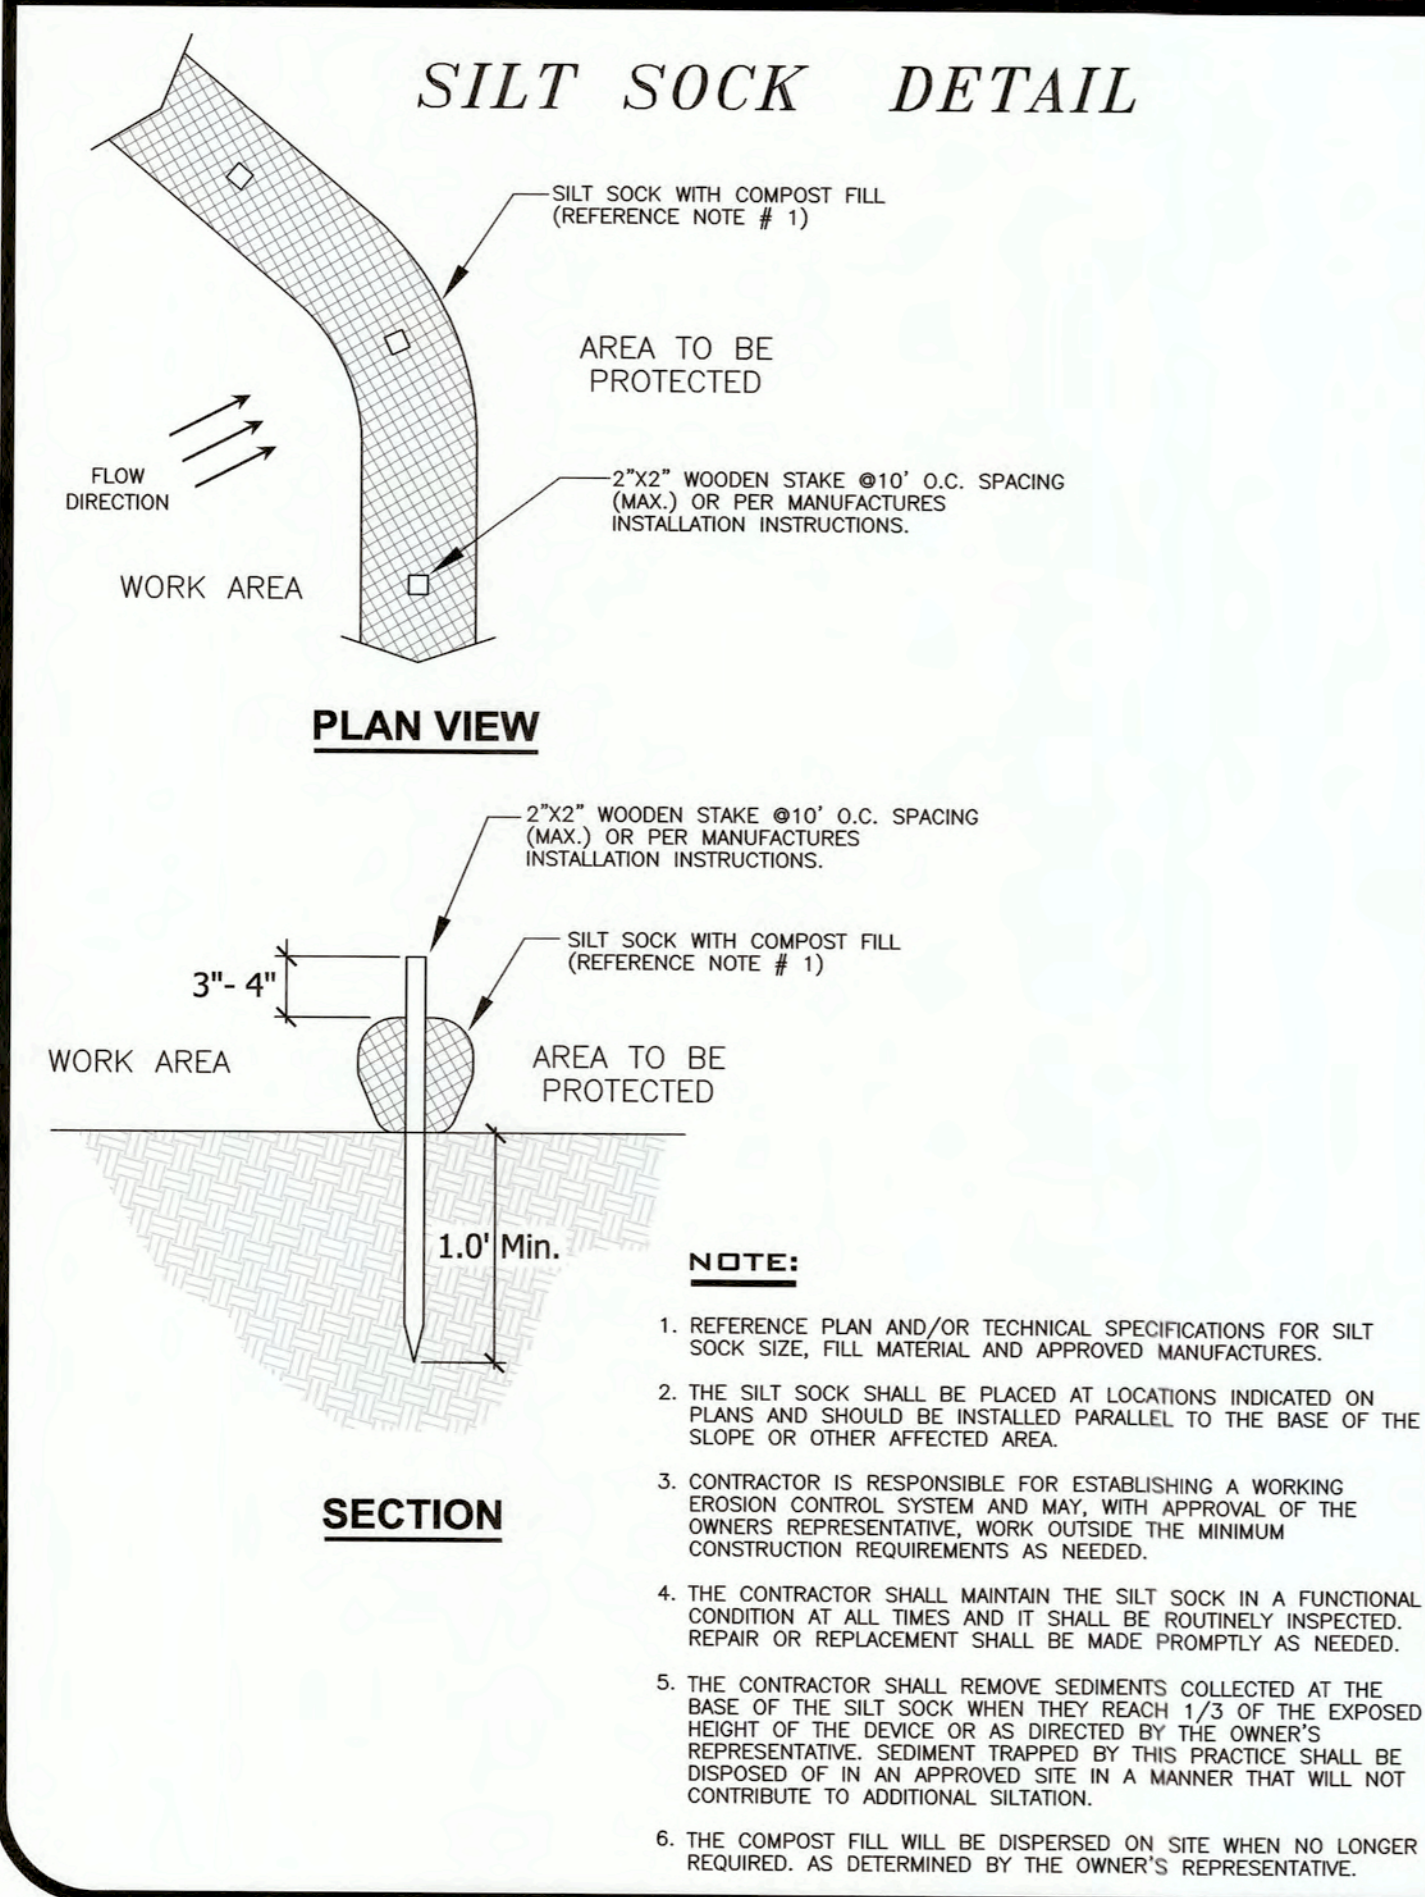 SILT SOCK DETAIL
SILT SOCK WITH COMPOST FILL
(REFERENCE NOTE # 1)
AREA TO BE
PROTECTED
FLOW
DIRECTION
2"X2" WOODEN STAKE @10' O.C. SPACING
(MAX.) OR PER MANUFACTURES
INSTALLATION INSTRUCTIONS.
WORK AREA
PLAN VIEW
2"X2" WOODEN STAKE @10' O.C. SPACING
(MAX.) OR PER MANUFACTURES
INSTALLATION INSTRUCTIONS.
SILT SOCK WITH COMPOST FILL
(REFERENCE NOTE # 1)
3"- 4"
WORK AREA
AREA TO BE
PROTECTED
1.0' Min.
SECTION
NOTE:
1. REFERENCE PLAN AND/OR TECHNICAL SPECIFICATIONS FOR SILT
SOCK SIZE, FILL MATERIAL AND APPROVED MANUFACTURES.
2. THE SILT SOCK SHALL BE PLACED AT LOCATIONS INDICATED ON
PLANS AND SHOULD BE INSTALLED PARALLEL TO THE BASE OF THE
SLOPE OR OTHER AFFECTED AREA.
3. CONTRACTOR IS RESPONSIBLE FOR ESTABLISHING A WORKING
EROSION CONTROL SYSTEM AND MAY, WITH APPROVAL OF THE
OWNERS REPRESENTATIVE, WORK OUTSIDE THE MINIMUM
CONSTRUCTION REQUIREMENTS AS NEEDED.
4. THE CONTRACTOR SHALL MAINTAIN THE SILT SOCK IN A FUNCTIONAL
CONDITION AT ALL TIMES AND IT SHALL BE ROUTINELY INSPECTED.
REPAIR OR REPLACEMENT SHALL BE MADE PROMPTLY AS NEEDED.
5. THE CONTRACTOR SHALL REMOVE SEDIMENTS COLLECTED AT THE
BASE OF THE SILT SOCK WHEN THEY REACH 1/3 OF THE EXPOSED
HEIGHT OF THE DEVICE OR AS DIRECTED BY THE OWNER'S
REPRESENTATIVE. SEDIMENT TRAPPED BY THIS PRACTICE SHALL BE
DISPOSED OF IN AN APPROVED SITE IN A MANNER THAT WILL NOT
CONTRIBUTE TO ADDITIONAL SILTATION.
6. THE COMPOST FILL WILL BE DISPERSED ON SITE WHEN NO LONGER
REQUIRED. AS DETERMINED BY THE OWNER'S REPRESENTATIVE.